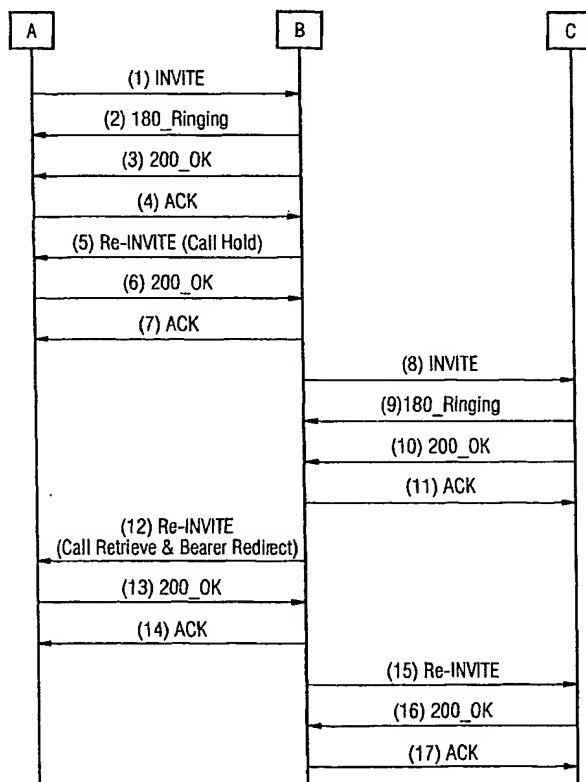 A
B
C
(1) INVITE
(2) 180_Ringing
(3) 200_OK
(4) ACK
(5) Re-INVITE (Call Hold)
(6) 200_OK
(7) ACK
(8) INVITE
(9)180_Ringing
(10) 200_OK
(11) ACK
(12) Re-INVITE
(Call Retrieve & Bearer Redirect)
(13) 200_OK
(14) ACK
(15) Re-INVITE
(16) 200_OK
(17) ACK